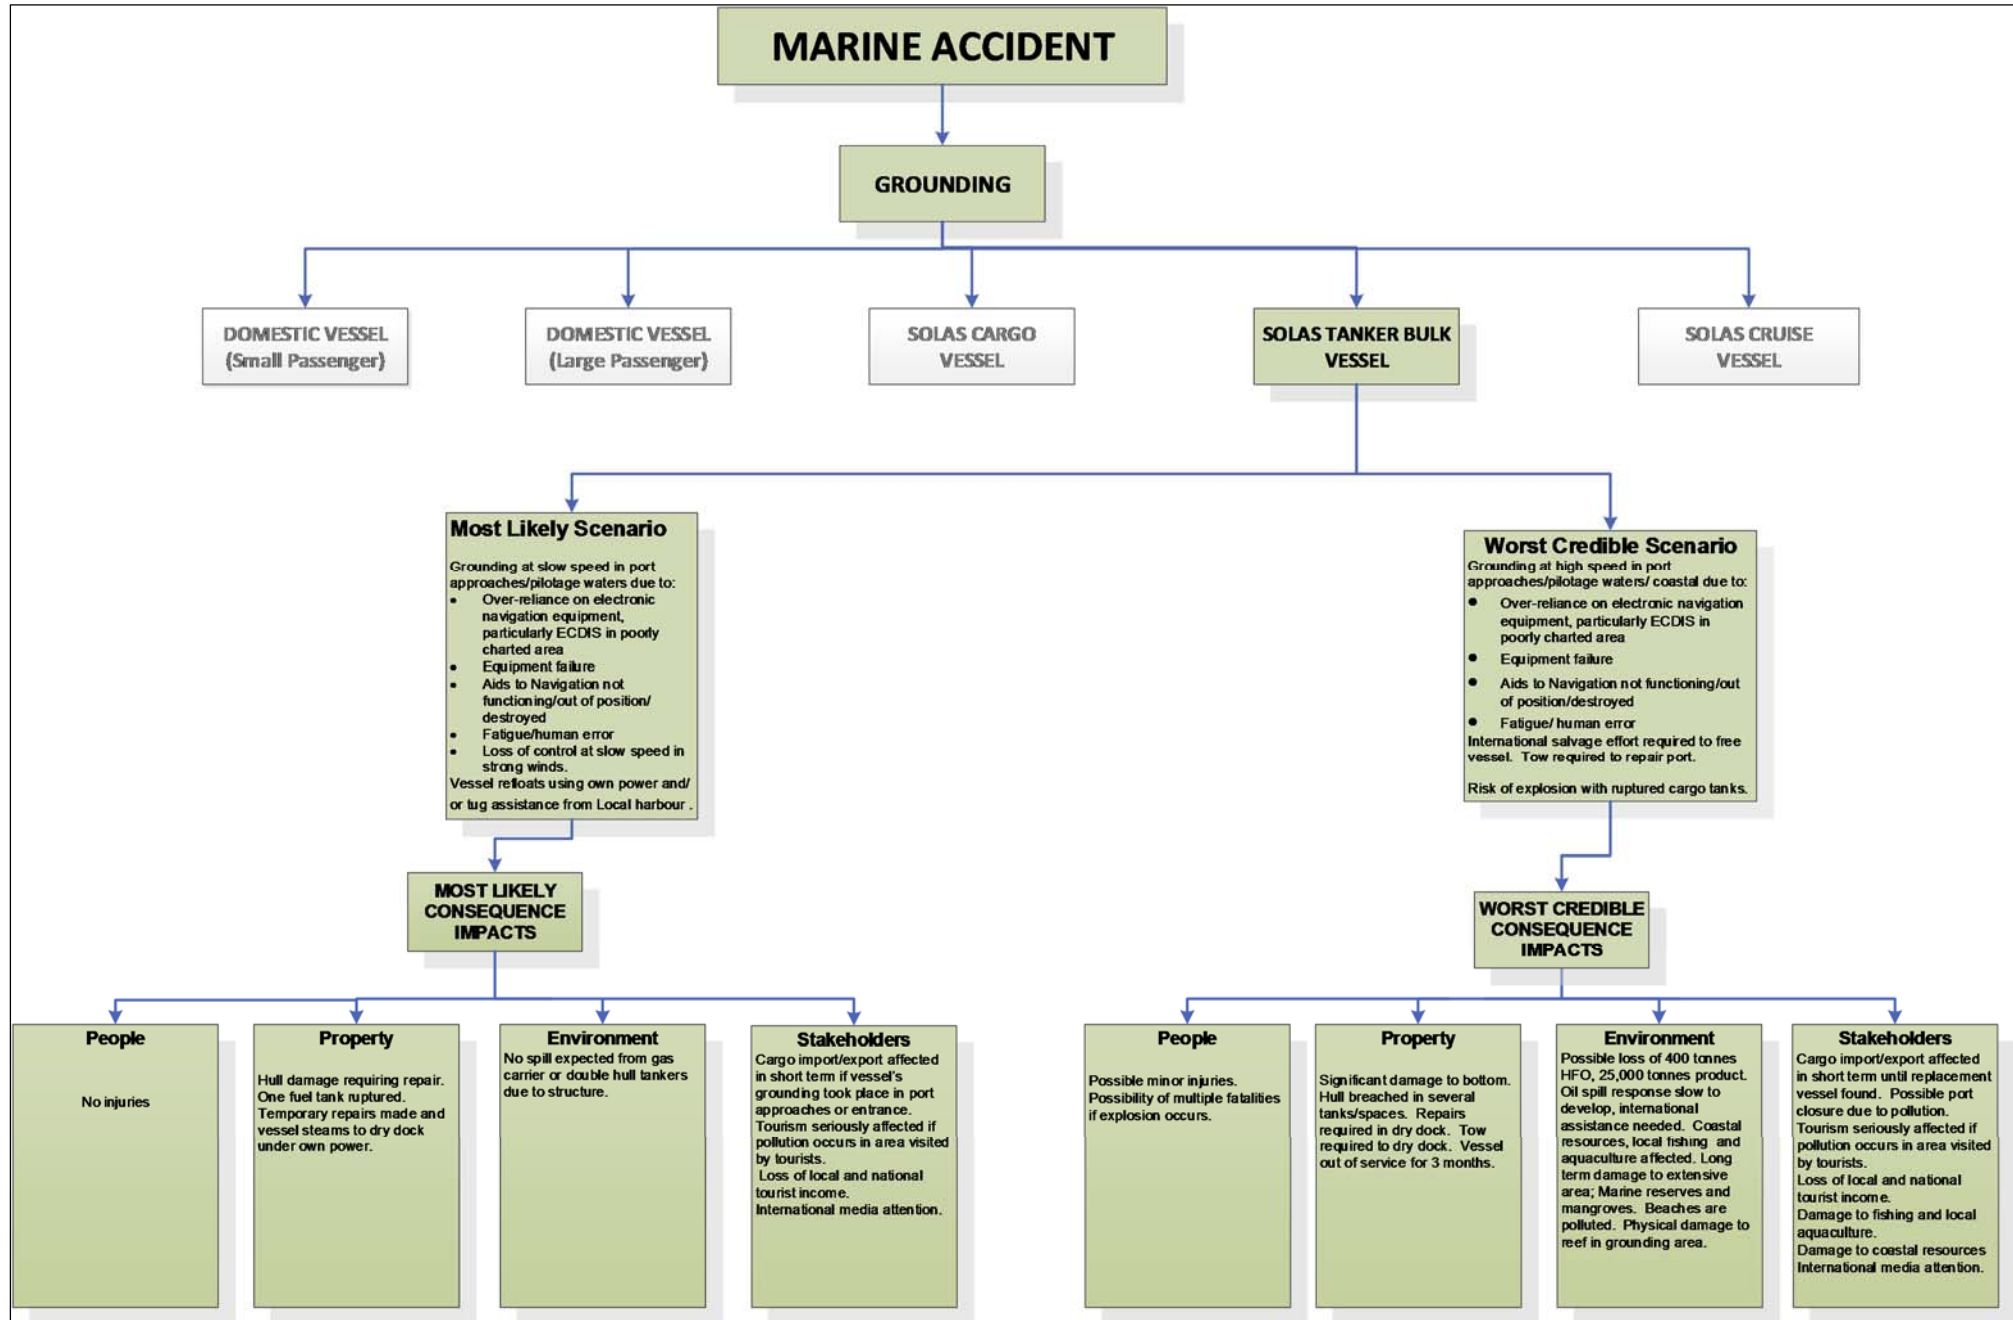 MARINE ACCIDENT
GROUNDING
DOMESTIC VESSEL
(Small Passenger)
DOMESTIC VESSEL
(Large Passenger)
SOLAS CARGO
VESSEL
SOLAS TANKER BULK
VESSEL
SOLAS CRUISE
VESSEL
Most Likely Scenario
Grounding at slow speed in port
approaches/pilotage waters due to:
• Over-reliance on electronic
navigation equipment,
particularly ECDIS in poorly
charted area
• Equipment failure
• Aids to Navigation not
functioning/out of position/
destroyed
• Fatigue/human error
• Loss of control at slow speed in
strong winds.
Vessel refloats using own power and/
or tug assistance from Local harbour .
Worst Credible Scenario
Grounding at high speed in port
approaches/pilotage waters/ coastal due to:
• Over-reliance on electronic navigation
equipment, particularly ECDIS in
poorly charted area
• Equipment failure
• Aids to Navigation not functioning/out
of position/destroyed
• Fatigue/ human error
International salvage effort required to free
vessel. Tow required to repair port.
Risk of explosion with ruptured cargo tanks.
MOST LIKELY
CONSEQUENCE
IMPACTS
WORST CREDIBLE
CONSEQUENCE
IMPACTS
People
No injuries
Property
Hull damage requiring repair.
One fuel tank ruptured.
Temporary repairs made and
vessel steams to dry dock
under own power.
Environment
No spill expected from gas
carrier or double hull tankers
due to structure.
Stakeholders
Cargo import/export affected
in short term if vessel's
grounding took place in port
approaches or entrance.
Tourism seriously affected if
pollution occurs in area visited
by tourists.
Loss of local and national
tourist income.
International media attention.
People
Possible minor injuries.
Possibility of multiple fatalities
if explosion occurs.
Property
Significant damage to bottom.
Hull breached in several
tanks/spaces. Repairs
required in dry dock. Tow
required to dry dock. Vessel
out of service for 3 months.
Environment
Possible loss of 400 tonnes
HFO, 25,000 tonnes product.
Oil spill response slow to
develop, international
assistance needed. Coastal
resources, local fishing and
aquaculture affected. Long
term damage to extensive
area; Marine reserves and
mangroves. Beaches are
polluted. Physical damage to
reef in grounding area.
Stakeholders
Cargo import/export affected
in short term until replacement
vessel found. Possible port
closure due to pollution.
Tourism seriously affected if
pollution occurs in area visited
by tourists.
Loss of local and national
tourist income.
Damage to fishing and local
aquaculture.
Damage to coastal resources
International media attention.